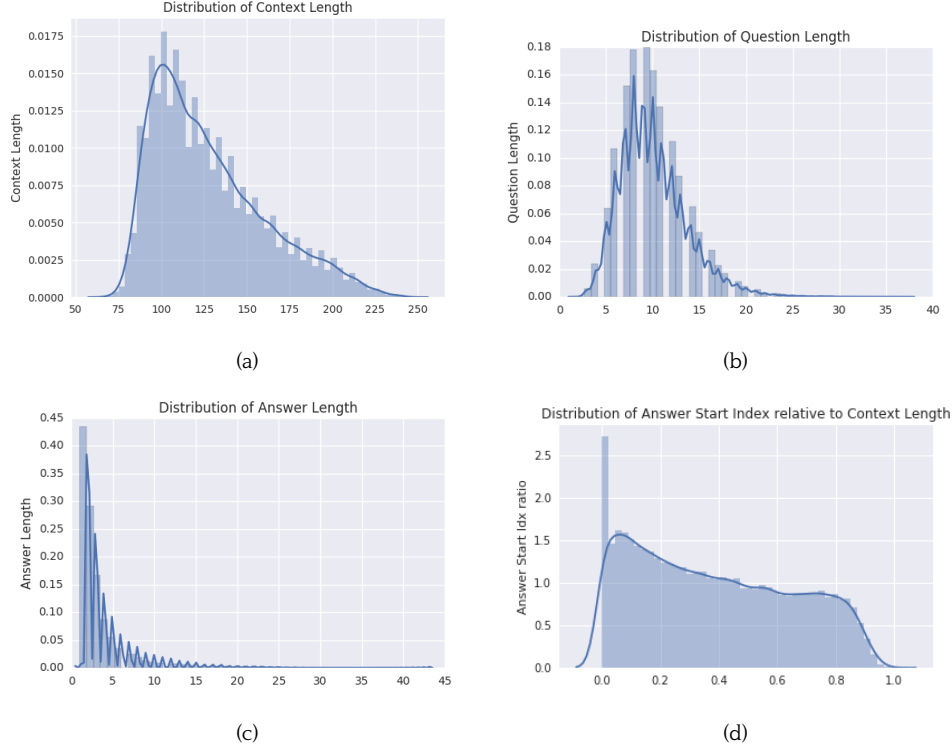 Distribution of Context Length
Context Length
0.0175
0.0150
0.0125
0.0100
0.0075
0.0050
0.0025
0.0000
50 75 100 125 150 175 200 225 250
(a)
Distribution of Question Length
Question Length
0.18
0.16
0.14
0.12
0.10
0.08
0.06
0.04
0.02
0.00
0 5 10 15 20 25 30 35 40
(b)
Distribution of Answer Length
Answer Length
0.45
0.40
0.35
0.30
0.25
0.20
0.15
0.10
0.05
0.00
0 5 10 15 20 25 30 35 40 45
(c)
Distribution of Answer Start Index relative to Context Length
Answer Start Idx ratio
2.5
2.0
1.5
1.0
0.5
0.0
0.0 0.2 0.4 0.6 0.8 1.0
(d)